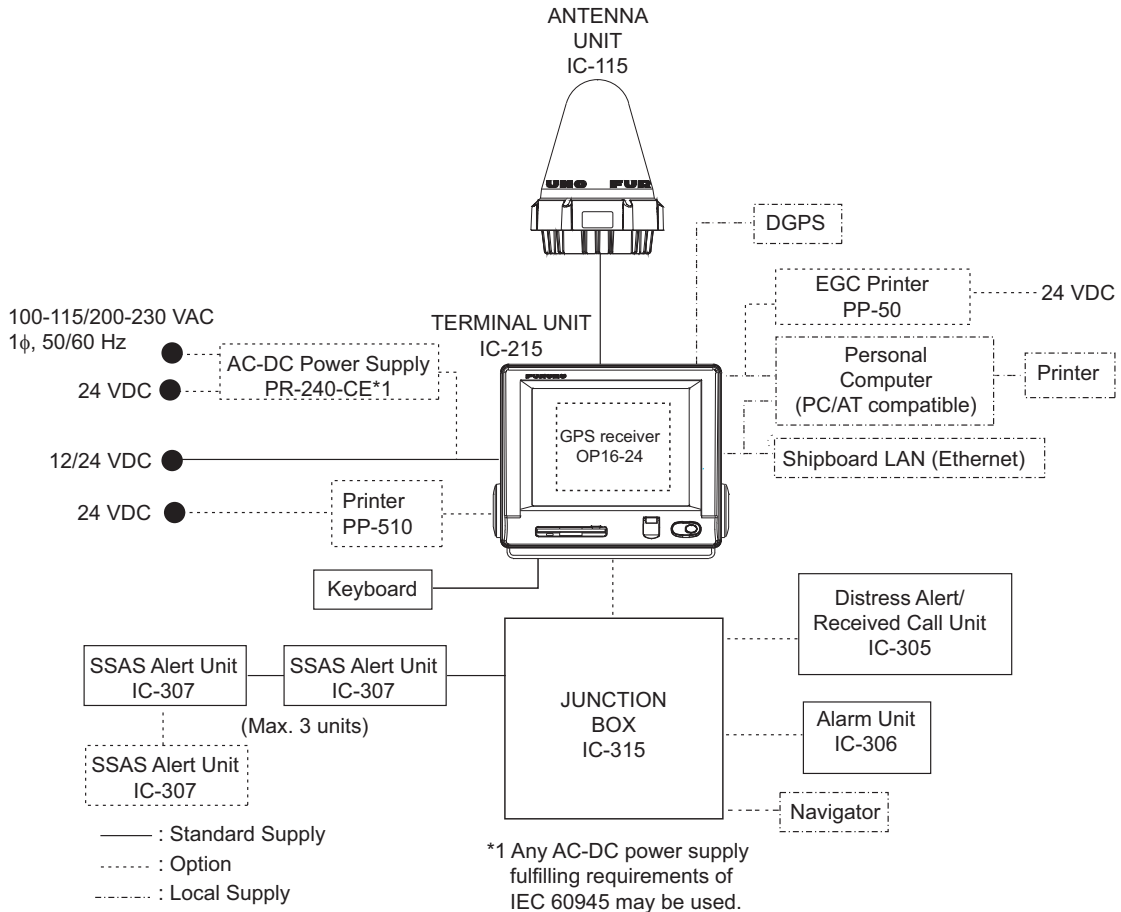 ANTENNA
UNIT
IC-115
UNO FUR
DGPS
EGC Printer
PP-50
24 VDC
100-115/200-230 VAC
1ϕ, 50/60 Hz
TERMINAL UNIT
IC-215
AC-DC Power Supply
PR-240-CE*1
24 VDC
Personal
Computer
(PC/AT compatible)
Printer
FURUNO
GPS receiver
OP16-24
12/24 VDC
Shipboard LAN (Ethernet)
24 VDC
Printer
PP-510
Keyboard
Distress Alert/
Received Call Unit
IC-305
SSAS Alert Unit
IC-307
SSAS Alert Unit
IC-307
(Max. 3 units)
JUNCTION
BOX
IC-315
Alarm Unit
IC-306
SSAS Alert Unit
IC-307
Navigator
: Standard Supply
: Option
: Local Supply
*1 Any AC-DC power supply
fulfilling requirements of
IEC 60945 may be used.